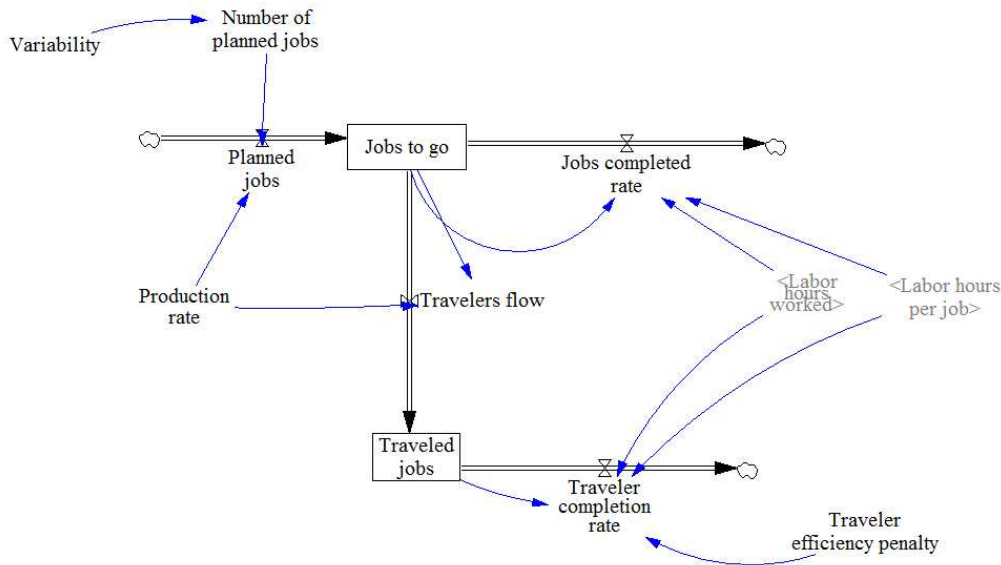 Number of
planned jobs
Variability
Jobs to go
Planned
jobs
Jobs completed
rate
Production
rate
Travelers flow
<Labor
hours
worked>
<Labor hours
per job>
Traveled
jobs
Traveler
completion
rate
Traveler
efficiency penalty